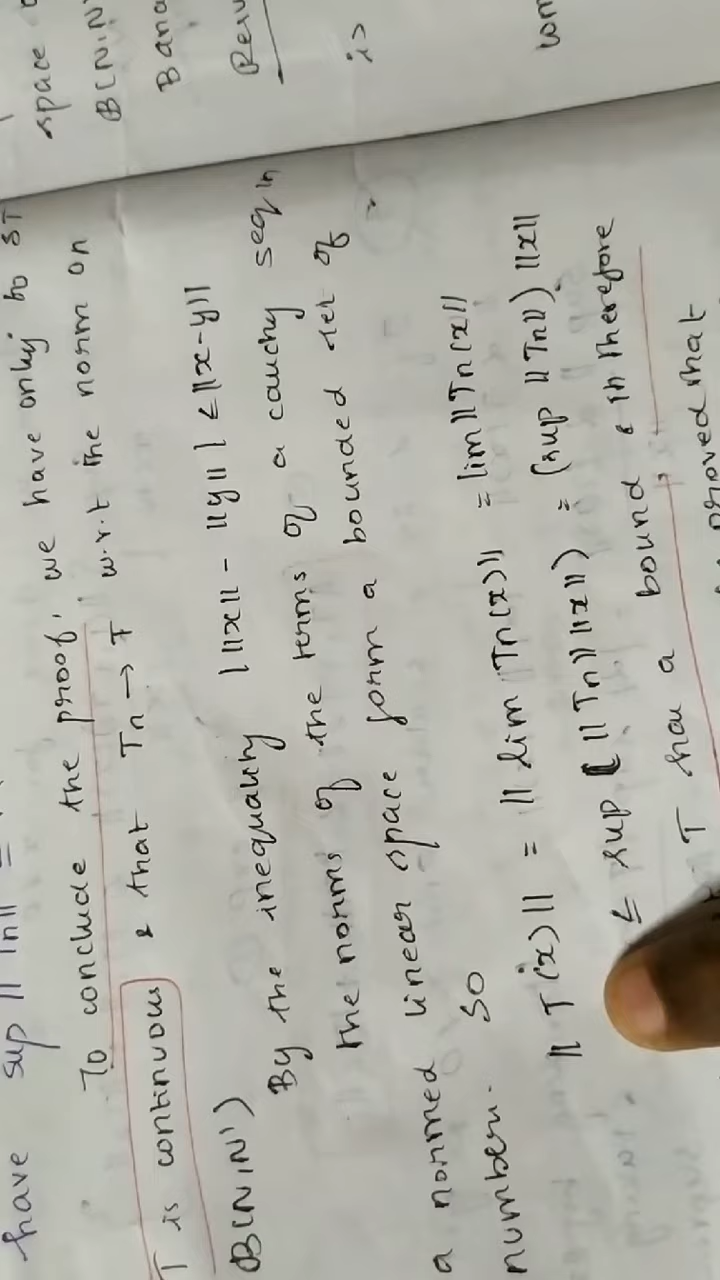 space
B(N,N'
Bana
Resu
is
com
have sup || Tn ||
To conclude the proof, we have only to ST
T is continuous & that Tn → T w.r.t the norm on
B(N,N')
By the inequality | ||x|| - ||y|| | ≤ ||x-y||
the norms of the terms of a cauchy seq in
a normed linear space form a bounded set of
numbers. So
|| T(x) || = || lim Tn(x) || = lim || Tn(x) ||
≤ sup ( || Tn || ||x|| ) = (sup || Tn ||) ||x||
T has a bound & in therefore
proved that